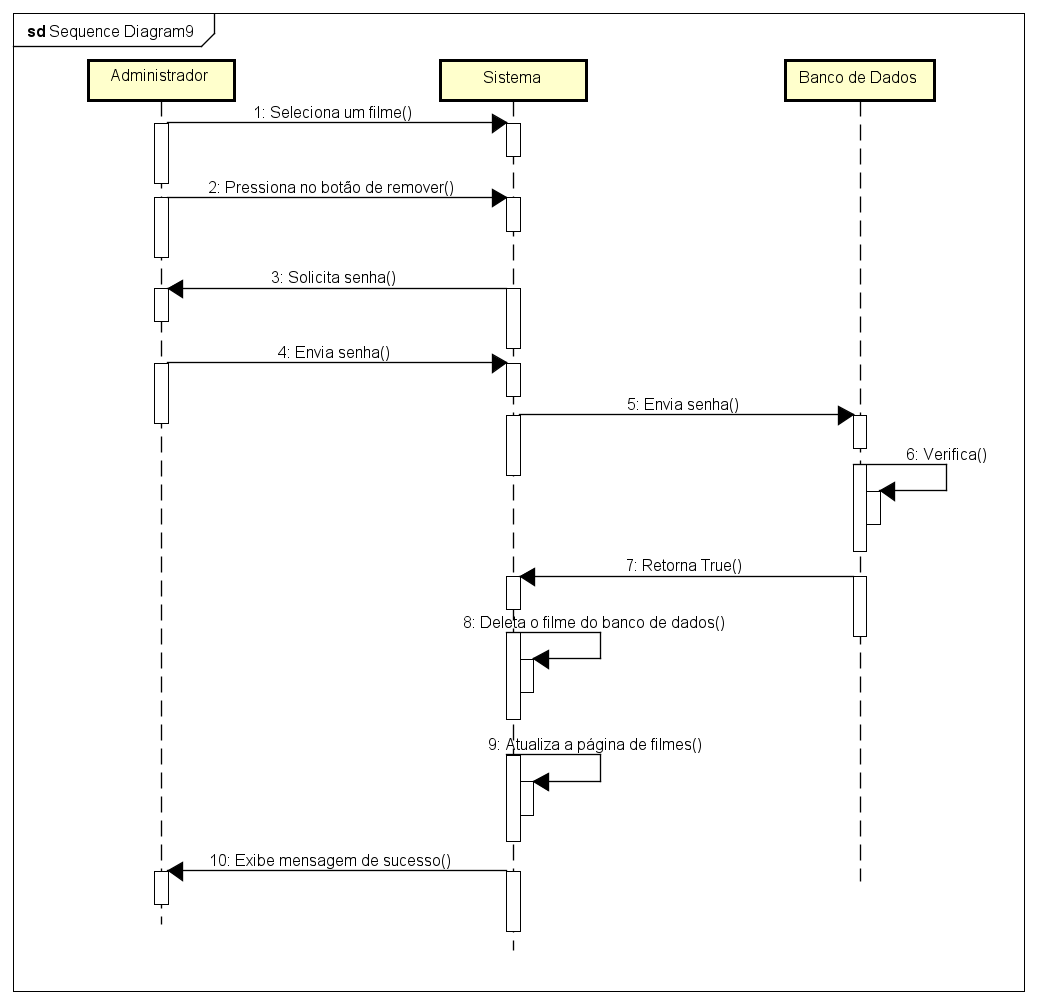 sd Sequence Diagram9
Administrador
Sistema
Banco de Dados
1: Seleciona um filme()
2: Pressiona no botão de remover()
3: Solicita senha()
4: Envia senha()
5: Envia senha()
6: Verifica()
7: Retorna True()
8: Deleta o filme do banco de dados()
9: Atualiza a página de filmes()
10: Exibe mensagem de sucesso()